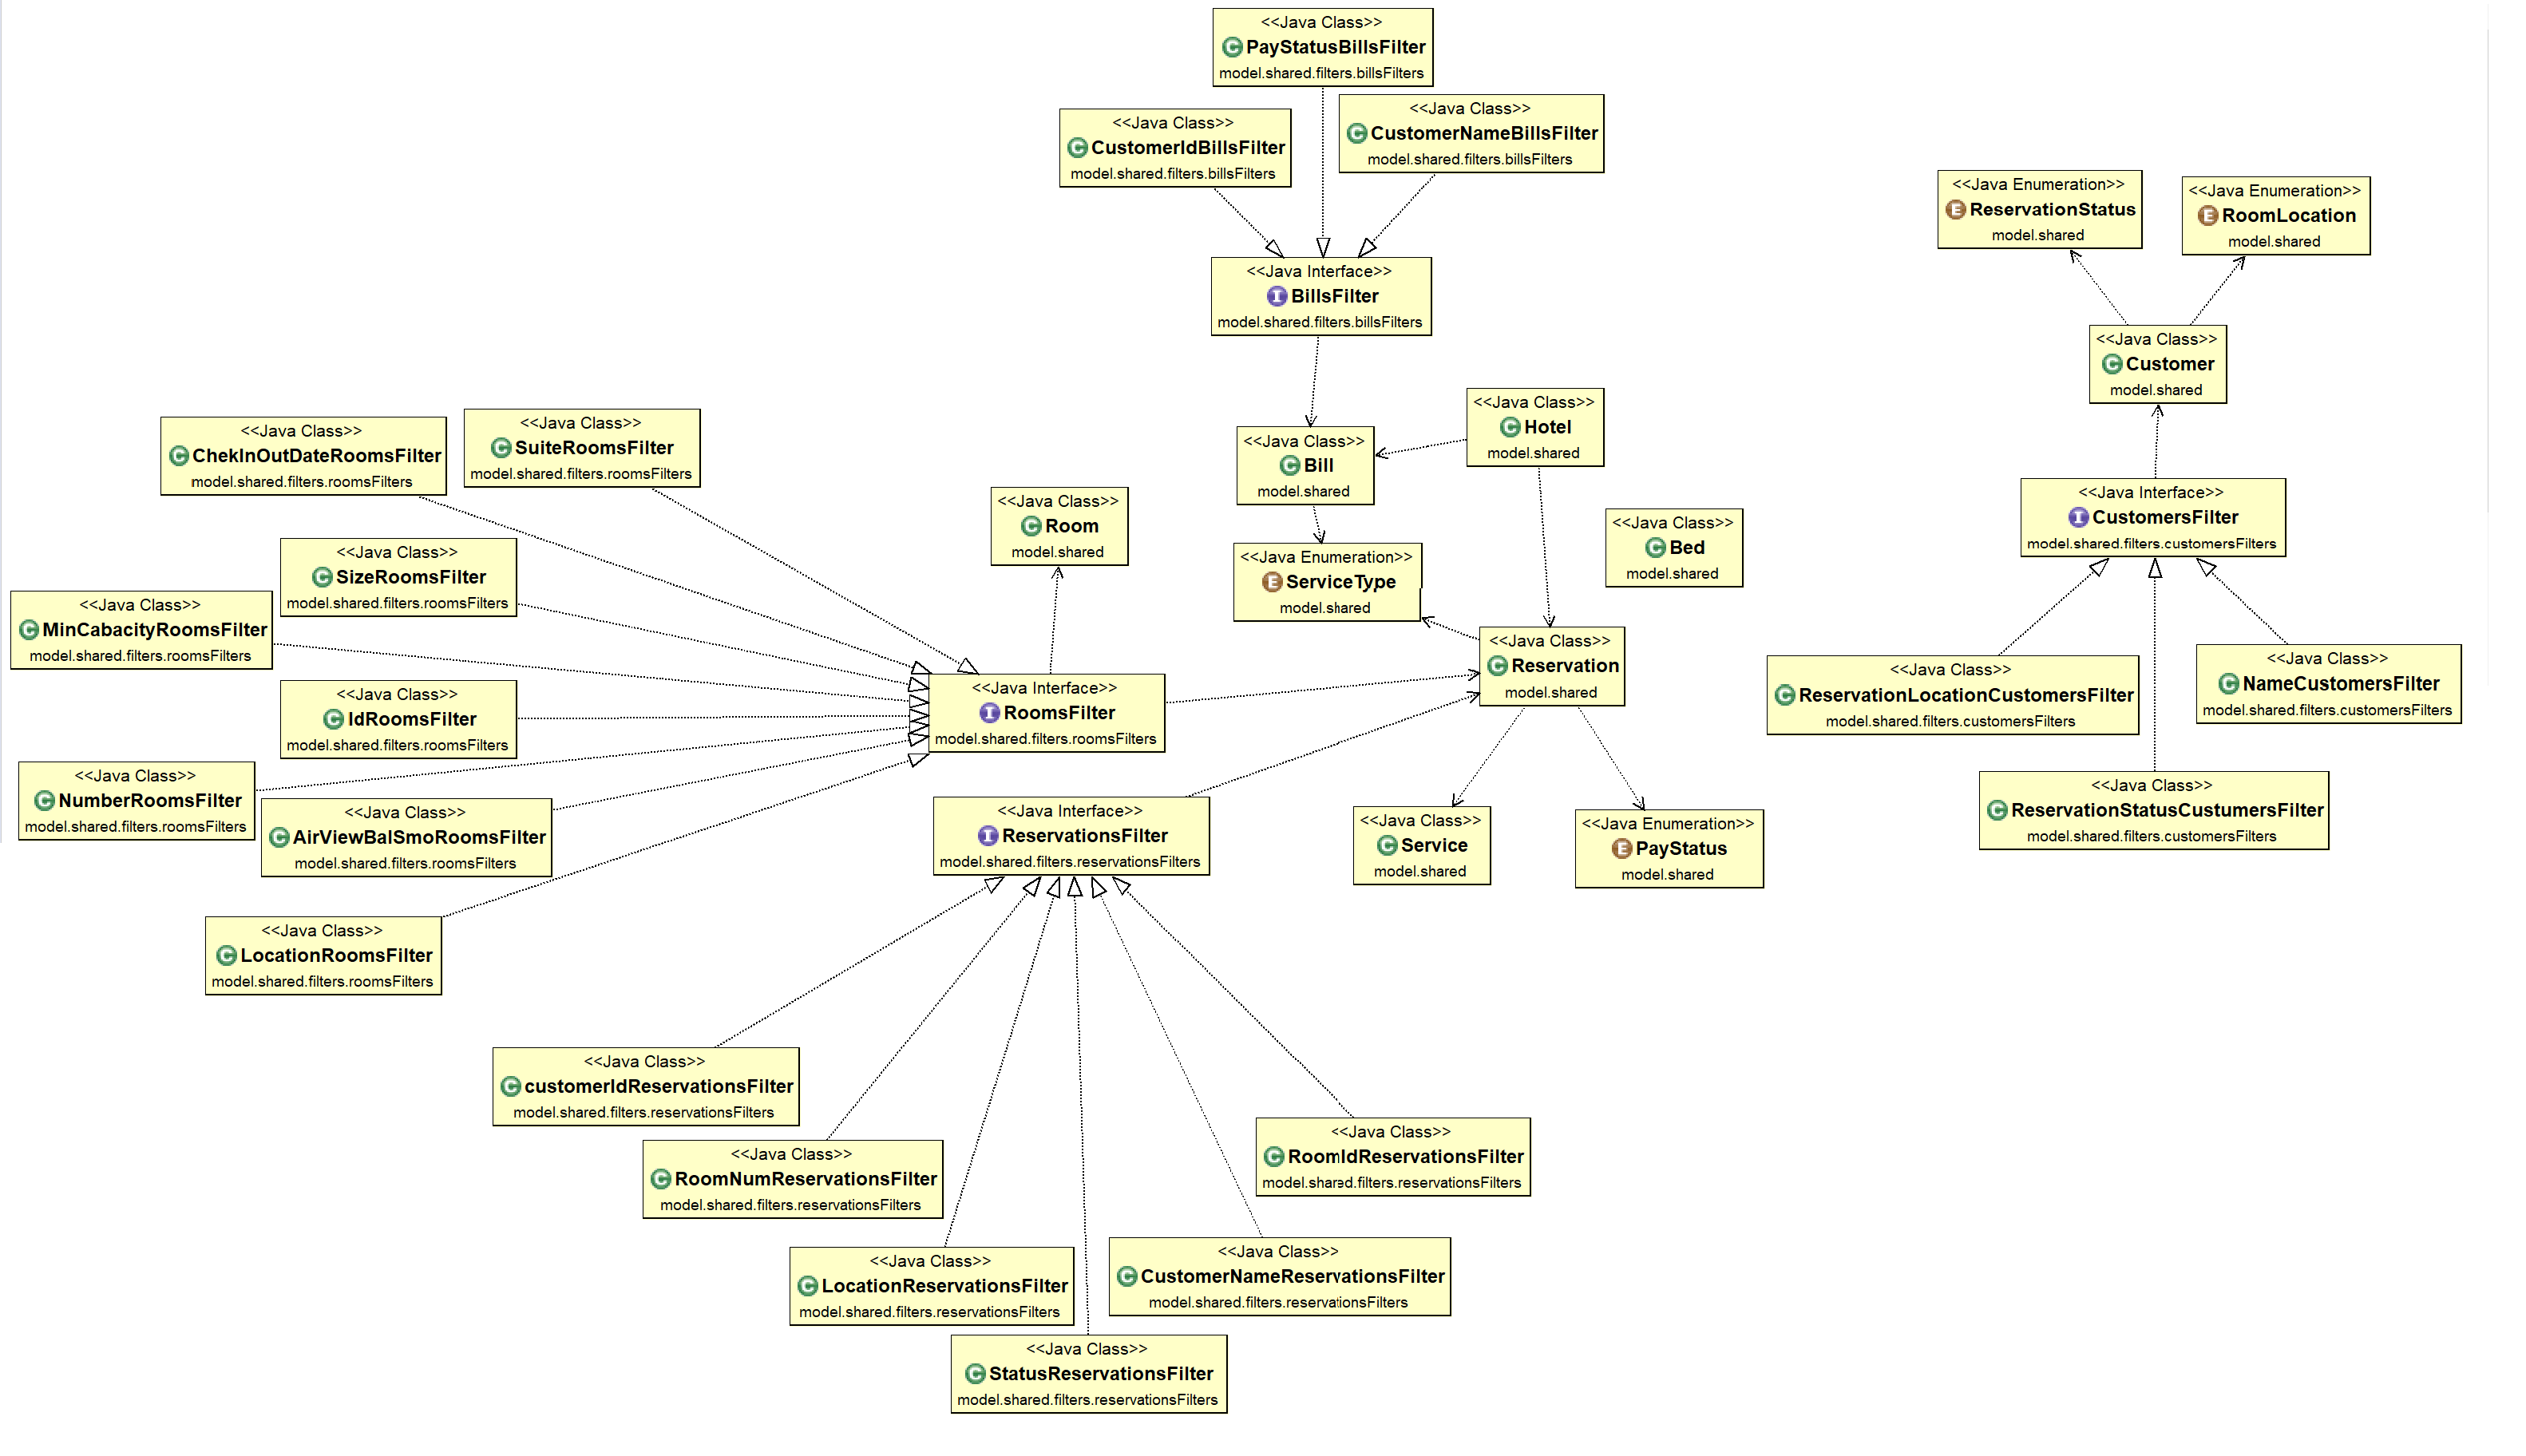 <<Java Class>>
PayStatusBillsFilter
model.shared.filters.billsFilters
<<Java Class>>
CustomerIdBillsFilter
model.shared.filters.billsFilters
<<Java Class>>
CustomerNameBillsFilter
model.shared.filters.billsFilters
<<Java Enumeration>>
ReservationStatus
model.shared
<<Java Enumeration>>
RoomLocation
model.shared
<<Java Interface>>
BillsFilter
model.shared.filters.billsFilters
<<Java Class>>
Customer
model.shared
<<Java Class>>
ChekInOutDateRoomsFilter
model.shared.filters.roomsFilters
<<Java Class>>
SuiteRoomsFilter
model.shared.filters.roomsFilters
<<Java Class>>
Bill
model.shared
<<Java Class>>
Hotel
model.shared
<<Java Class>>
Room
model.shared
<<Java Interface>>
CustomersFilter
model.shared.filters.customersFilters
<<Java Class>>
SizeRoomsFilter
model.shared.filters.roomsFilters
<<Java Enumeration>>
ServiceType
model.shared
<<Java Class>>
Bed
model.shared
<<Java Class>>
MinCabacityRoomsFilter
model.shared.filters.roomsFilters
<<Java Class>>
Reservation
model.shared
<<Java Class>>
IdRoomsFilter
model.shared.filters.roomsFilters
<<Java Interface>>
RoomsFilter
model.shared.filters.roomsFilters
<<Java Class>>
ReservationLocationCustomersFilter
model.shared.filters.customersFilters
<<Java Class>>
NameCustomersFilter
model.shared.filters.customersFilters
<<Java Class>>
NumberRoomsFilter
model.shared.filters.roomsFilters
<<Java Class>>
AirViewBalSmoRoomsFilter
model.shared.filters.roomsFilters
<<Java Interface>>
ReservationsFilter
model.shared.filters.reservationsFilters
<<Java Class>>
Service
model.shared
<<Java Enumeration>>
PayStatus
model.shared
<<Java Class>>
ReservationStatusCustumersFilter
model.shared.filters.customersFilters
<<Java Class>>
LocationRoomsFilter
model.shared.filters.roomsFilters
<<Java Class>>
customerIdReservationsFilter
model.shared.filters.reservationsFilters
<<Java Class>>
RoomNumReservationsFilter
model.shared.filters.reservationsFilters
<<Java Class>>
RoomIdReservationsFilter
model.shared.filters.reservationsFilters
<<Java Class>>
LocationReservationsFilter
model.shared.filters.reservationsFilters
<<Java Class>>
CustomerNameReservationsFilter
model.shared.filters.reservationsFilters
<<Java Class>>
StatusReservationsFilter
model.shared.filters.reservationsFilters